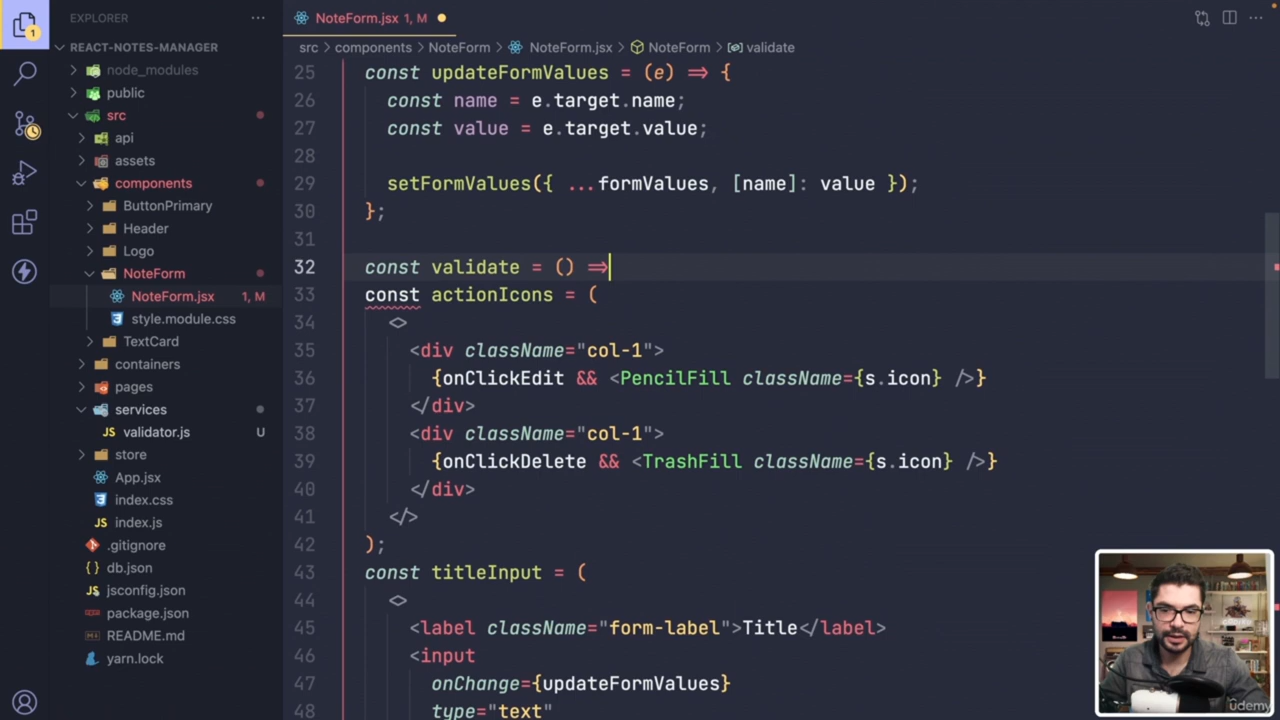 EXPLORER
REACT-NOTES-MANAGER
node_modules
public
src
api
assets
components
ButtonPrimary
Header
Logo
NoteForm
NoteForm.jsx 1, M
style.module.css
TextCard
containers
pages
services
validator.js U
store
App.jsx
index.css
index.js
.gitignore
db.json
jsconfig.json
package.json
README.md
yarn.lock
1
NoteForm.jsx 1, M
src > components > NoteForm > NoteForm.jsx > NoteForm > validate
25 const updateFormValues = (e) => {
26 const name = e.target.name;
27 const value = e.target.value;
28
29 setFormValues({ ...formValues, [name]: value });
30 };
31
32 const validate = () =>
33 const actionIcons = (
34 <>
35 <div className="col-1">
36 {onClickEdit && <PencilFill className={s.icon} />}
37 </div>
38 <div className="col-1">
39 {onClickDelete && <TrashFill className={s.icon} />}
40 </div>
41 </>
42 );
43 const titleInput = (
44 <>
45 <label className="form-label">Title</label>
46 <input
47 onChange={updateFormValues}
48 type="text"
udemy